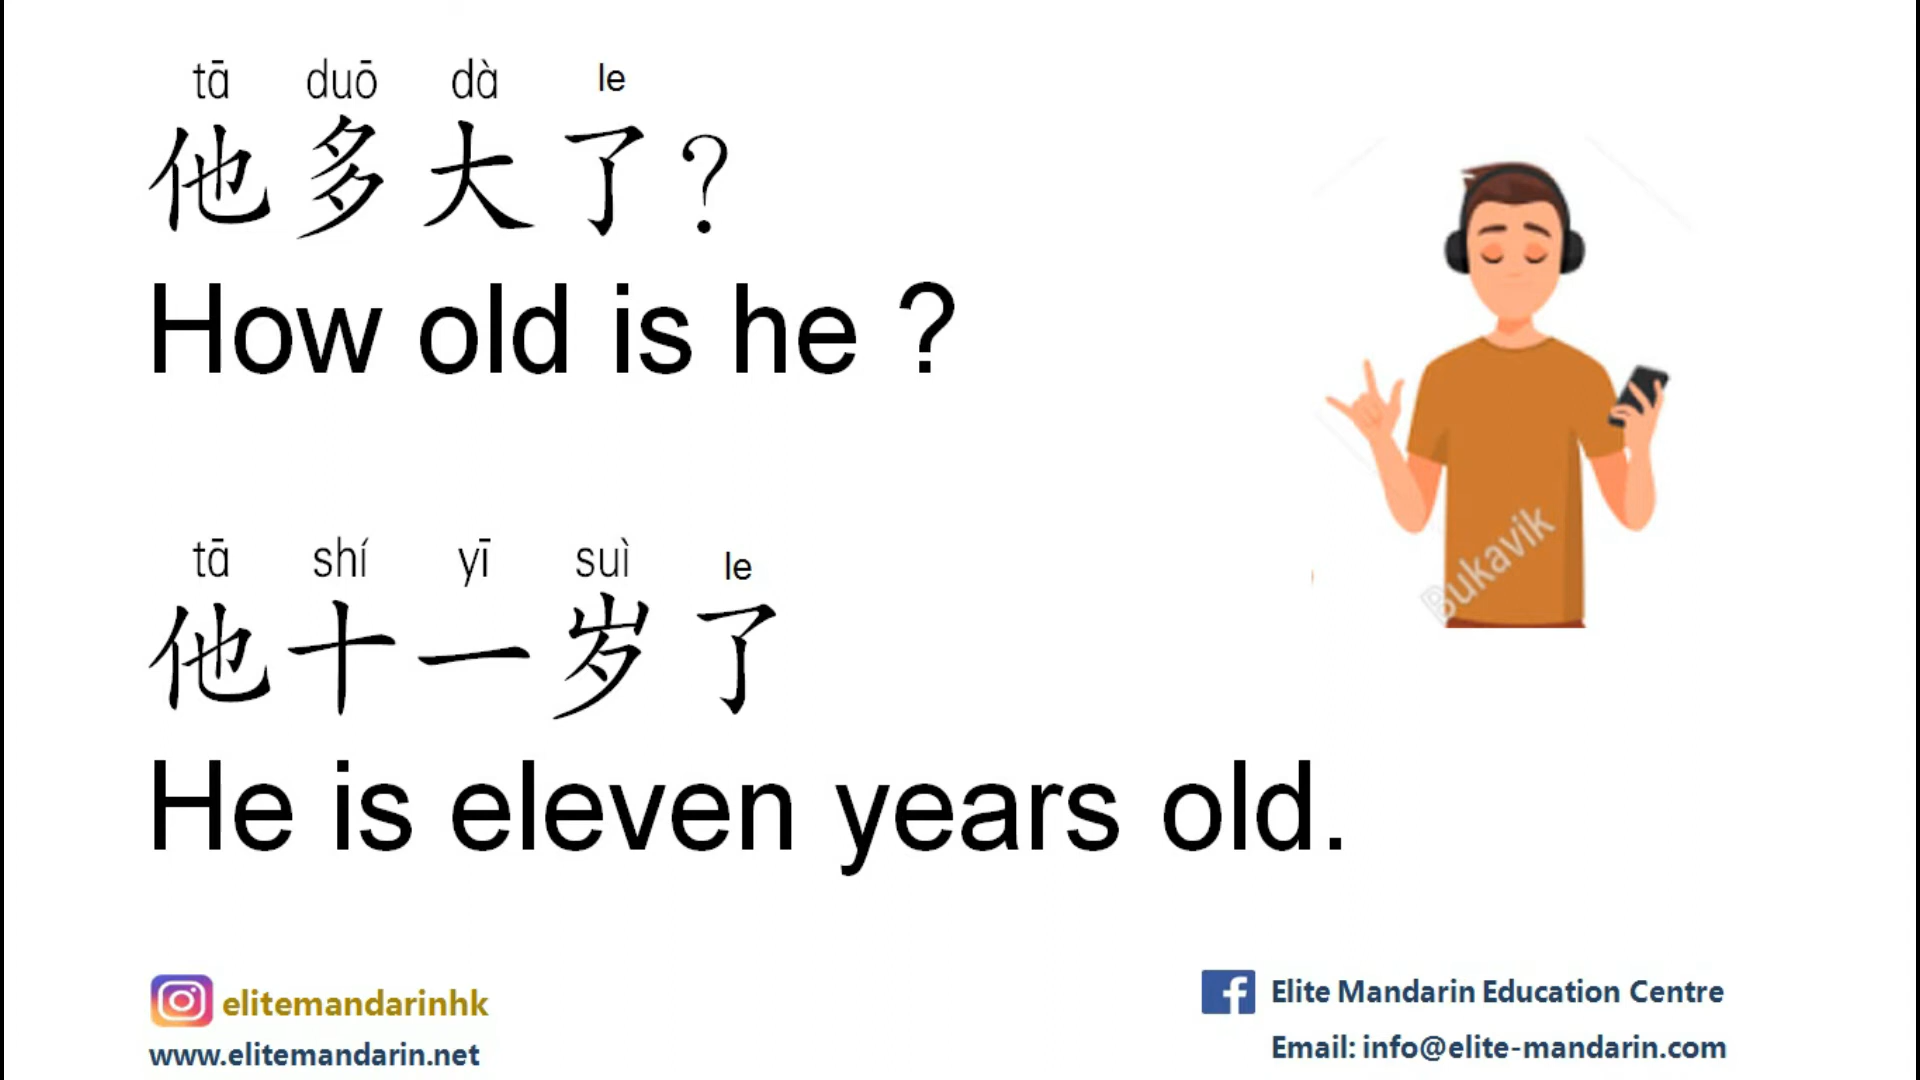 tā duō dà le
他多大了?
How old is he ?
tā shí yī suì le
他十一岁了
He is eleven years old.
Bukavik
elitemandarinhk
www.elitemandarin.net
Elite Mandarin Education Centre
Email: info@elite-mandarin.com